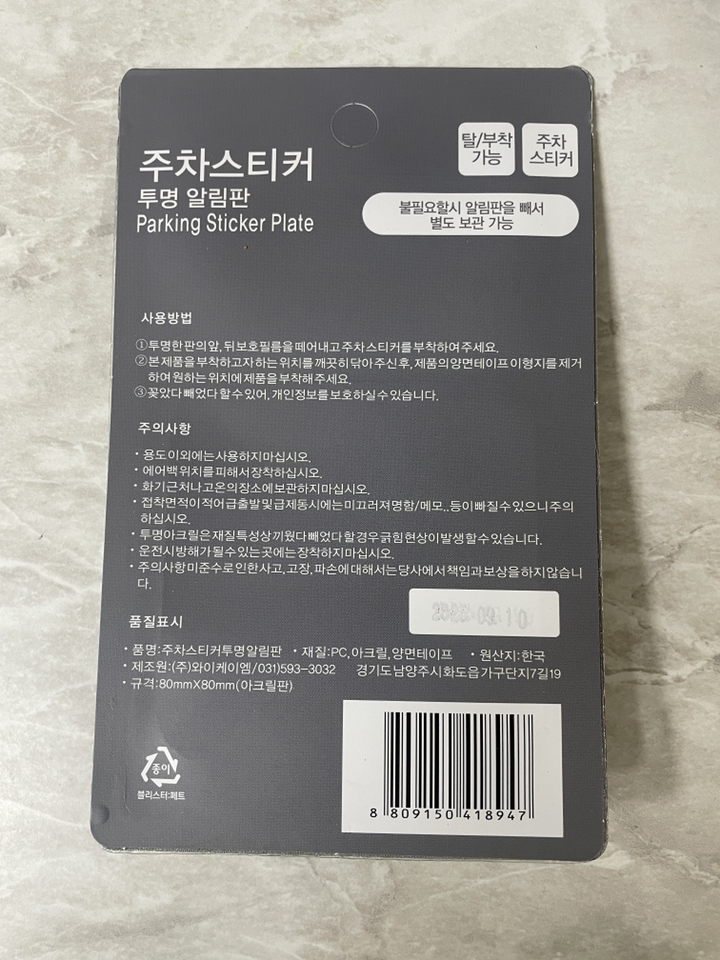 탈/부착
가능
주차
스티커
주차스티커
투명 알림판
Parking Sticker Plate
불필요할시 알림판을 빼서
별도 보관 가능
사용방법
①투명한 판의 앞, 뒤 보호필름을 떼어내고 주차스티커를 부착하여 주세요.
②본 제품을 부착하고자 하는 위치를 깨끗히 닦아 주신 후, 제품의 양면테이프 이형지를 제거
하여 원하는 위치에 제품을 부착해 주세요.
③꽂았다 빼었다 할 수 있어, 개인정보를 보호하실 수 있습니다.
주의사항
• 용도 이외에는 사용하지 마십시오.
• 에어백 위치를 피해서 장착하십시오.
• 화기 근처나 고온의 장소에 보관하지 마십시오.
• 접착면적이 적어 급출발 및 급제동시에는 미끄러져 명함/메모.. 등이 빠질 수 있으니 주의
하십시오.
• 투명아크릴은 재질 특성상 끼웠다 빼었다 할 경우 긁힘 현상이 발생할 수 있습니다.
• 운전시 방해가 될 수 있는 곳에는 장착하지 마십시오.
• 주의사항 미준수로 인한 사고, 고장, 파손에 대해서는 당사에서 책임과 보상을 하지 않습니
다.
품질표시
• 품명:주차스티커투명알림판 • 재질:PC,아크릴,양면테이프 • 원산지:한국
• 제조원:(주)와이케이엠/031)593-3032 경기도 남양주시 화도읍 가구단지7길19
• 규격:80mmX80mm(아크릴판)
종이
블리스터:페트
8 809150 418947